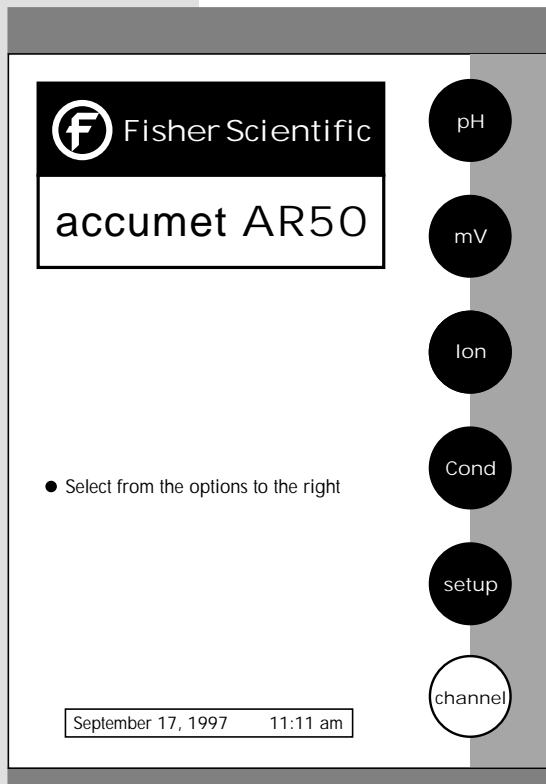 Fisher Scientific
accumet AR50
pH
mV
Ion
Cond
setup
channel
Select from the options to the right
September 17, 1997 11:11 am